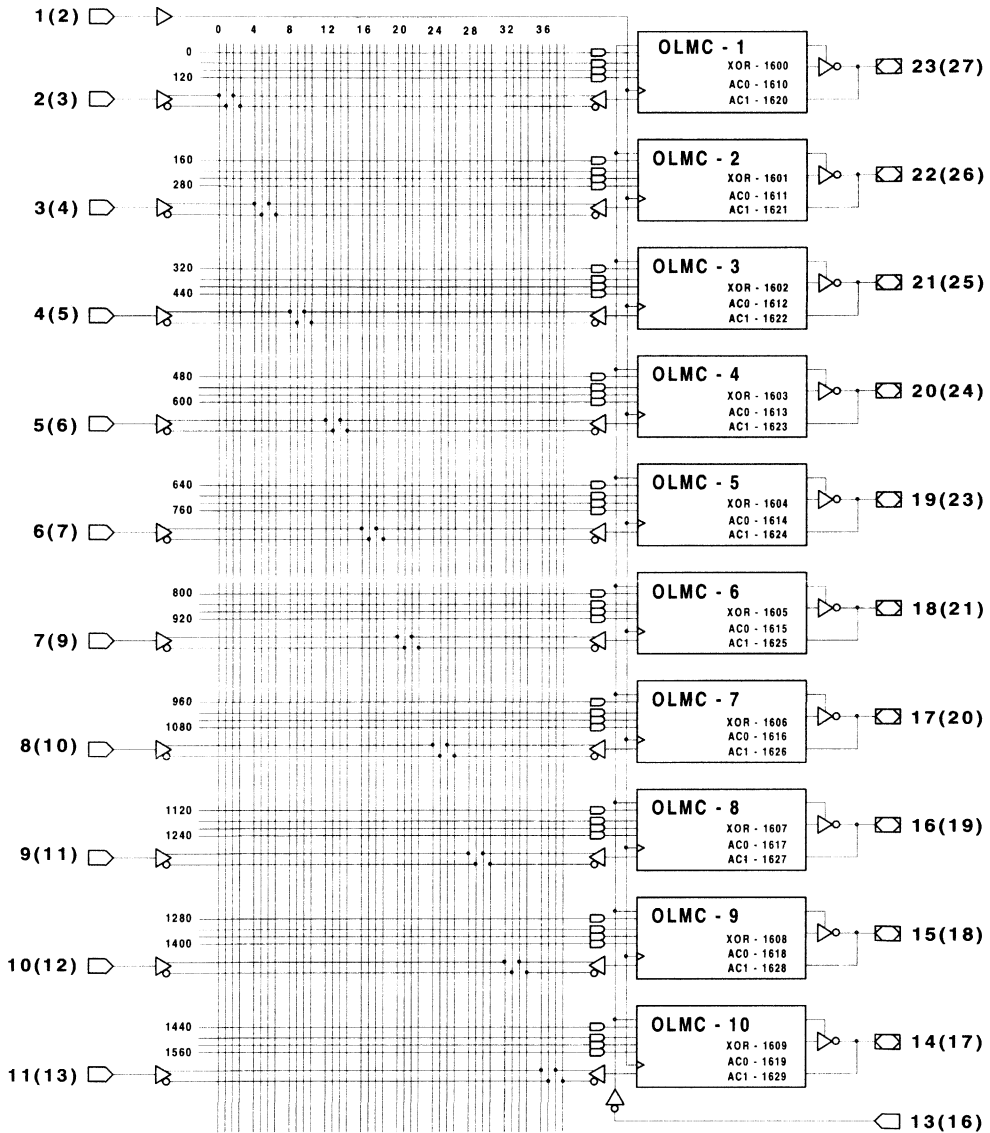 1(2)
0 4 8 12 16 20 24 28 32 36
0
120
2(3)
OLMC - 1
XOR - 1600
AC0 - 1610
AC1 - 1620
23(27)
160
280
3(4)
OLMC - 2
XOR - 1601
AC0 - 1611
AC1 - 1621
22(26)
320
440
4(5)
OLMC - 3
XOR - 1602
AC0 - 1612
AC1 - 1622
21(25)
480
600
5(6)
OLMC - 4
XOR - 1603
AC0 - 1613
AC1 - 1623
20(24)
640
760
6(7)
OLMC - 5
XOR - 1604
AC0 - 1614
AC1 - 1624
19(23)
800
920
7(9)
OLMC - 6
XOR - 1605
AC0 - 1615
AC1 - 1625
18(21)
960
1080
8(10)
OLMC - 7
XOR - 1606
AC0 - 1616
AC1 - 1626
17(20)
1120
1240
9(11)
OLMC - 8
XOR - 1607
AC0 - 1617
AC1 - 1627
16(19)
1280
1400
10(12)
OLMC - 9
XOR - 1608
AC0 - 1618
AC1 - 1628
15(18)
1440
1560
11(13)
OLMC - 10
XOR - 1609
AC0 - 1619
AC1 - 1629
14(17)
13(16)